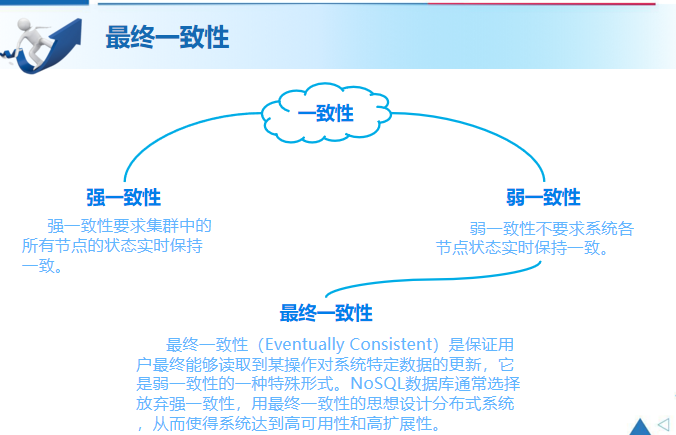 最终一致性
一致性
强一致性
强一致性要求集群中的
所有节点的状态实时保持
一致。
弱一致性
弱一致性不要求系统各
节点状态实时保持一致。
最终一致性
最终一致性（Eventually Consistent）是保证用
户最终能够读取到某操作对系统特定数据的更新，它
是弱一致性的一种特殊形式。NoSQL数据库通常选择
放弃强一致性，用最终一致性的思想设计分布式系统
，从而使得系统达到高可用性和高扩展性。